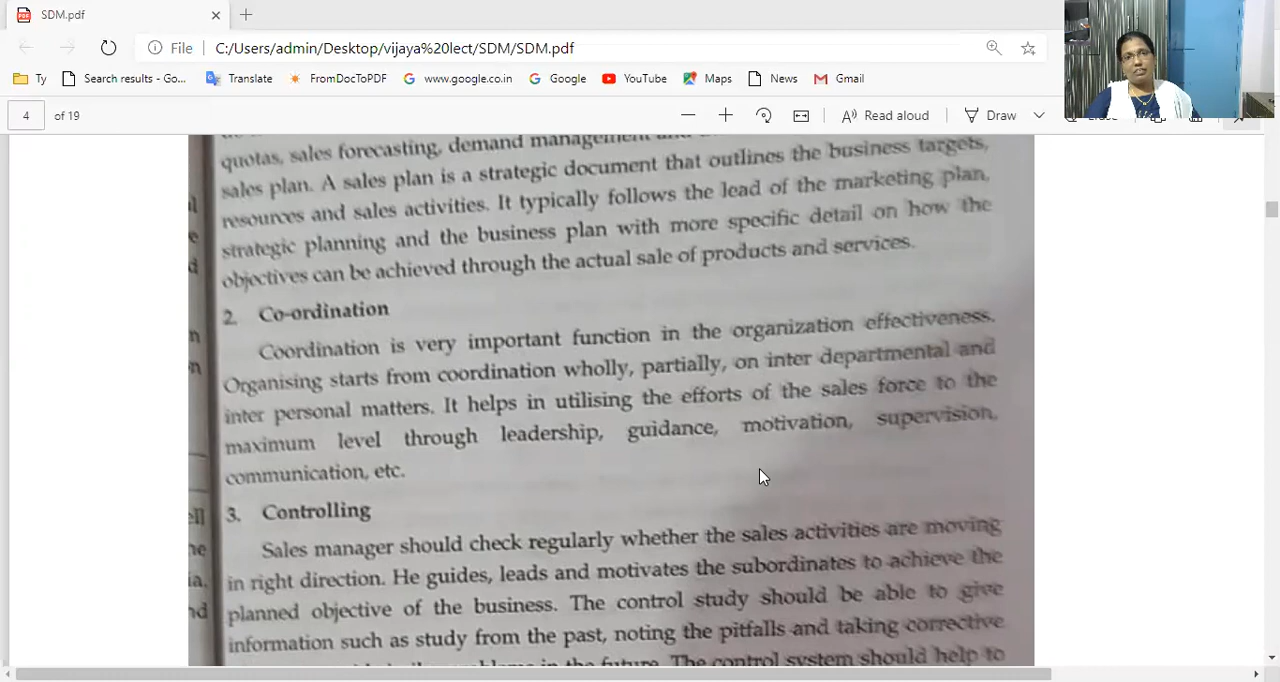 SDM.pdf
File C:/Users/admin/Desktop/vijaya%20lect/SDM/SDM.pdf
Ty Search results - Go... Translate FromDocToPDF www.google.co.in Google YouTube Maps News Gmail
4 of 19 Read aloud Draw
quotas, sales forecasting, demand management
sales plan. A sales plan is a strategic document that outlines the business targets,
resources and sales activities. It typically follows the lead of the marketing plan,
strategic planning and the business plan with more specific detail on how the
objectives can be achieved through the actual sale of products and services.
2. Co-ordination
Coordination is very important function in the organization effectiveness.
Organising starts from coordination wholly, partially, on inter departmental and
inter personal matters. It helps in utilising the efforts of the sales force to the
maximum level through leadership, guidance, motivation, supervision,
communication, etc.
3. Controlling
Sales manager should check regularly whether the sales activities are moving
in right direction. He guides, leads and motivates the subordinates to achieve the
planned objective of the business. The control study should be able to give
information such as study from the past, noting the pitfalls and taking corrective
problems in the future. The control system should help to